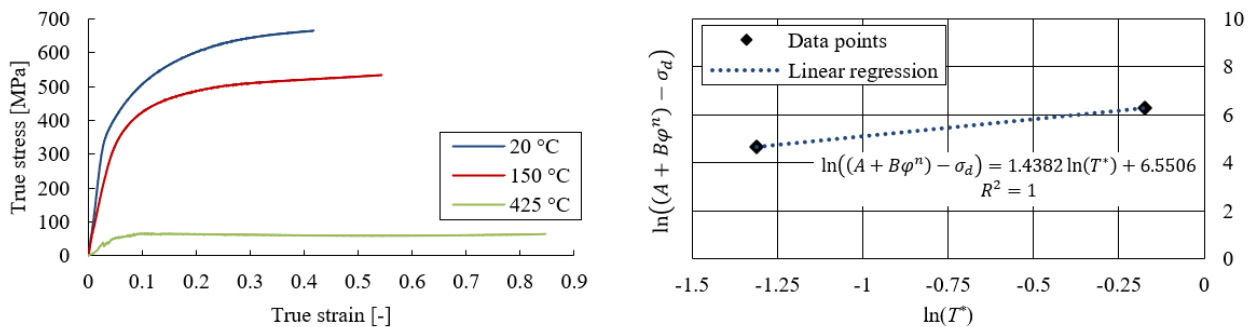 700
600
500
400
300
200
100
0
True stress [MPa]
20 °C
150 °C
425 °C
0 0.1 0.2 0.3 0.4 0.5 0.6 0.7 0.8 0.9
True strain [-]
Data points
Linear regression
10
8
6
4
2
0
ln((A + Bφⁿ) − σ_d)
ln((A + Bφⁿ) − σ_d) = 1.4382 ln(T*) + 6.5506
R² = 1
-1.5 -1.25 -1 -0.75 -0.5 -0.25 0
ln(T*)